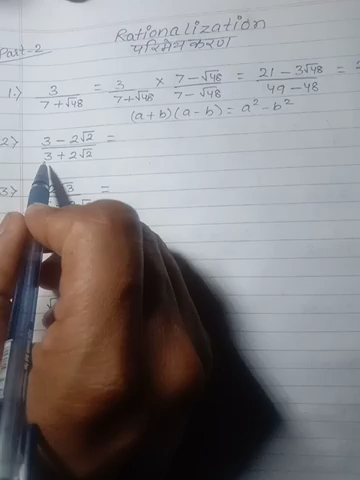 Part-2
Rationalization
परिमेयकरण
1.) 3/(7+√48) = 3/(7+√48) × (7-√48)/(7-√48) = (21-3√48)/(49-48) =
(a+b)(a-b) = a²-b²
2) (3-2√2)/(3+2√2) =
3)